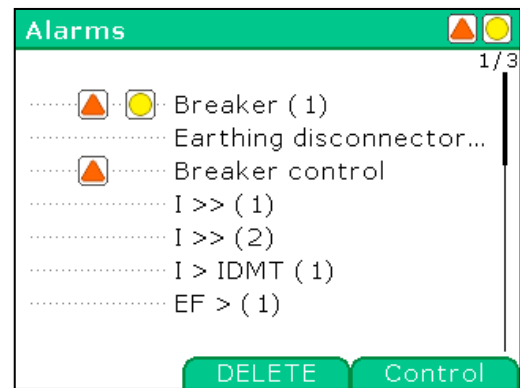 Alarms
1/3
Breaker (1)
Earthing disconnector...
Breaker control
I >> (1)
I >> (2)
I > IDMT (1)
EF > (1)
DELETE Control